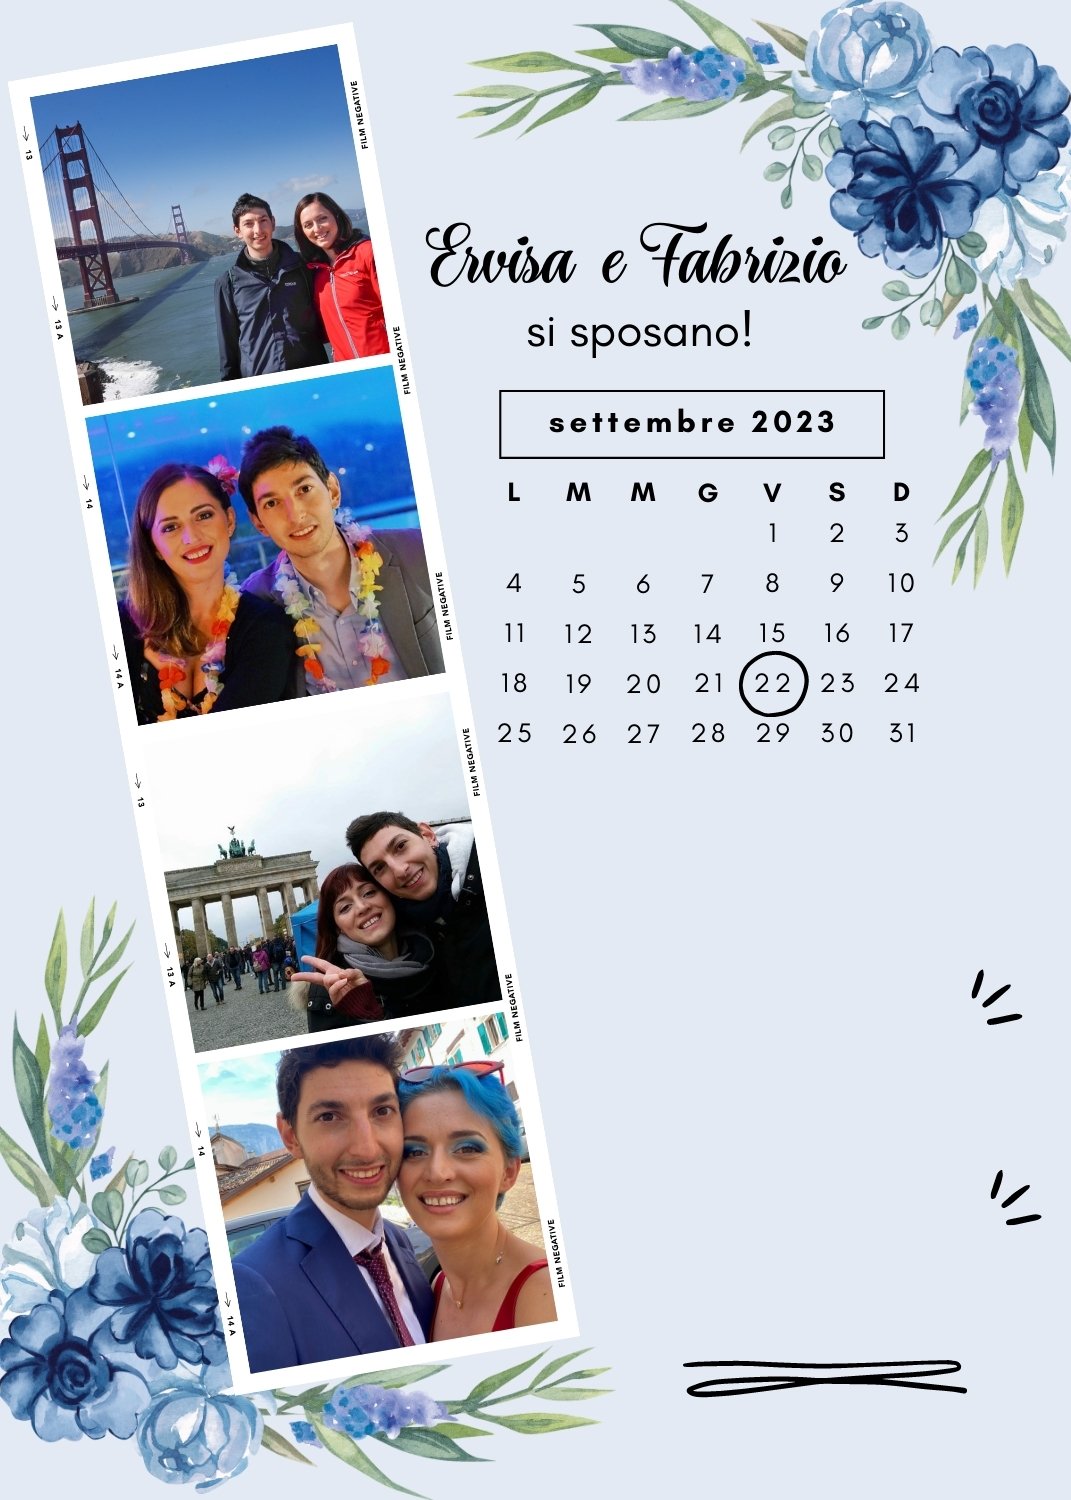 Ervisa e Fabrizio
si sposano!
settembre 2023
L M M G V S D
1 2 3
4 5 6 7 8 9 10
11 12 13 14 15 16 17
18 19 20 21 22 23 24
25 26 27 28 29 30 31
13
FILM NEGATIVE
13 A
FILM NEGATIVE
14
FILM NEGATIVE
14 A
FILM NEGATIVE
13
13 A
FILM NEGATIVE
14
FILM NEGATIVE
14 A